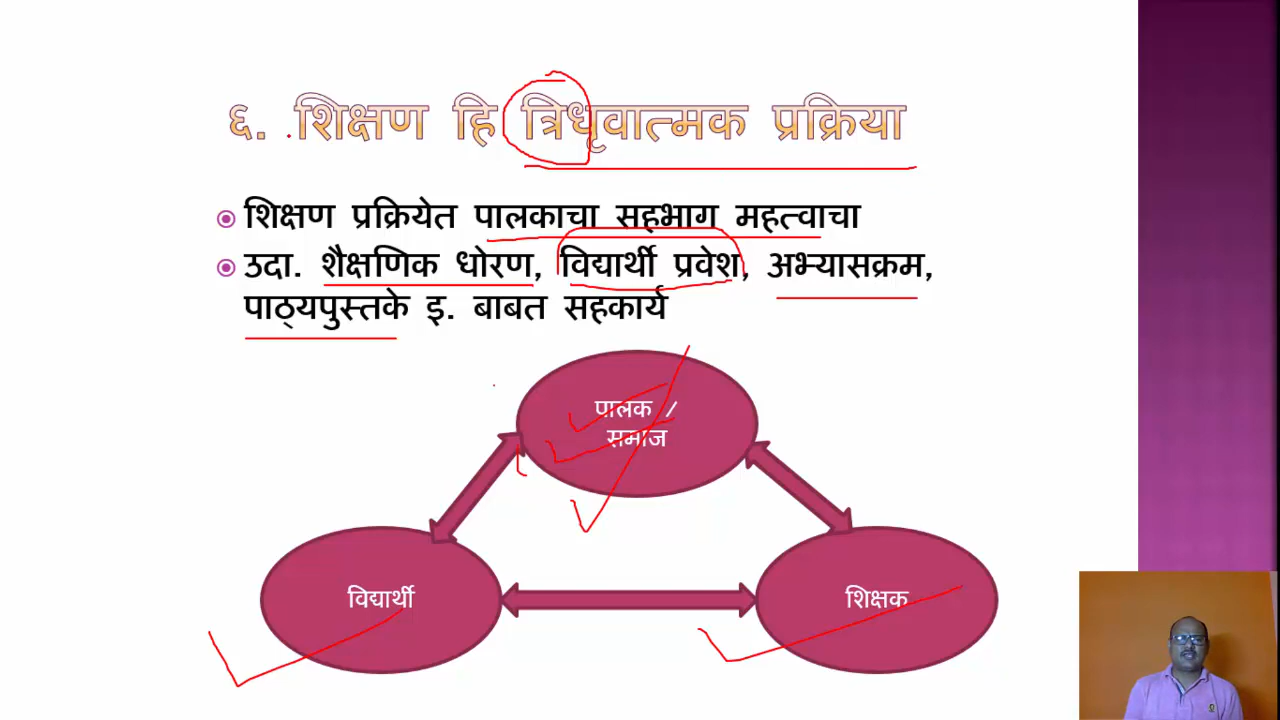 ६. शिक्षण हि त्रिधृवात्मक प्रक्रिया
शिक्षण प्रक्रियेत पालकाचा सहभाग महत्वाचा
उदा. शैक्षणिक धोरण, विद्यार्थी प्रवेश, अभ्यासक्रम,
पाठ्यपुस्तके इ. बाबत सहकार्य
पालक /
समाज
विद्यार्थी
शिक्षक